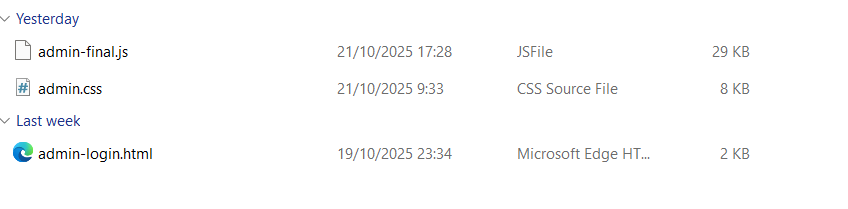 Yesterday
admin-final.js 21/10/2025 17:28 JSFile 29 KB
admin.css 21/10/2025 9:33 CSS Source File 8 KB
Last week
admin-login.html 19/10/2025 23:34 Microsoft Edge HT... 2 KB